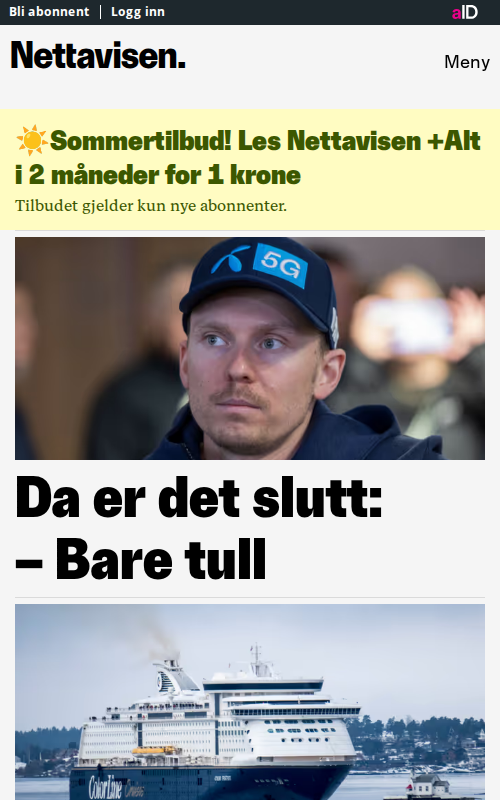 Bli abonnent | Logg inn
aID
Nettavisen.
Meny
☀️Sommertilbud! Les Nettavisen +Alt
i 2 måneder for 1 krone
Tilbudet gjelder kun nye abonnenter.
5G
Da er det slutt:
– Bare tull
Color Line